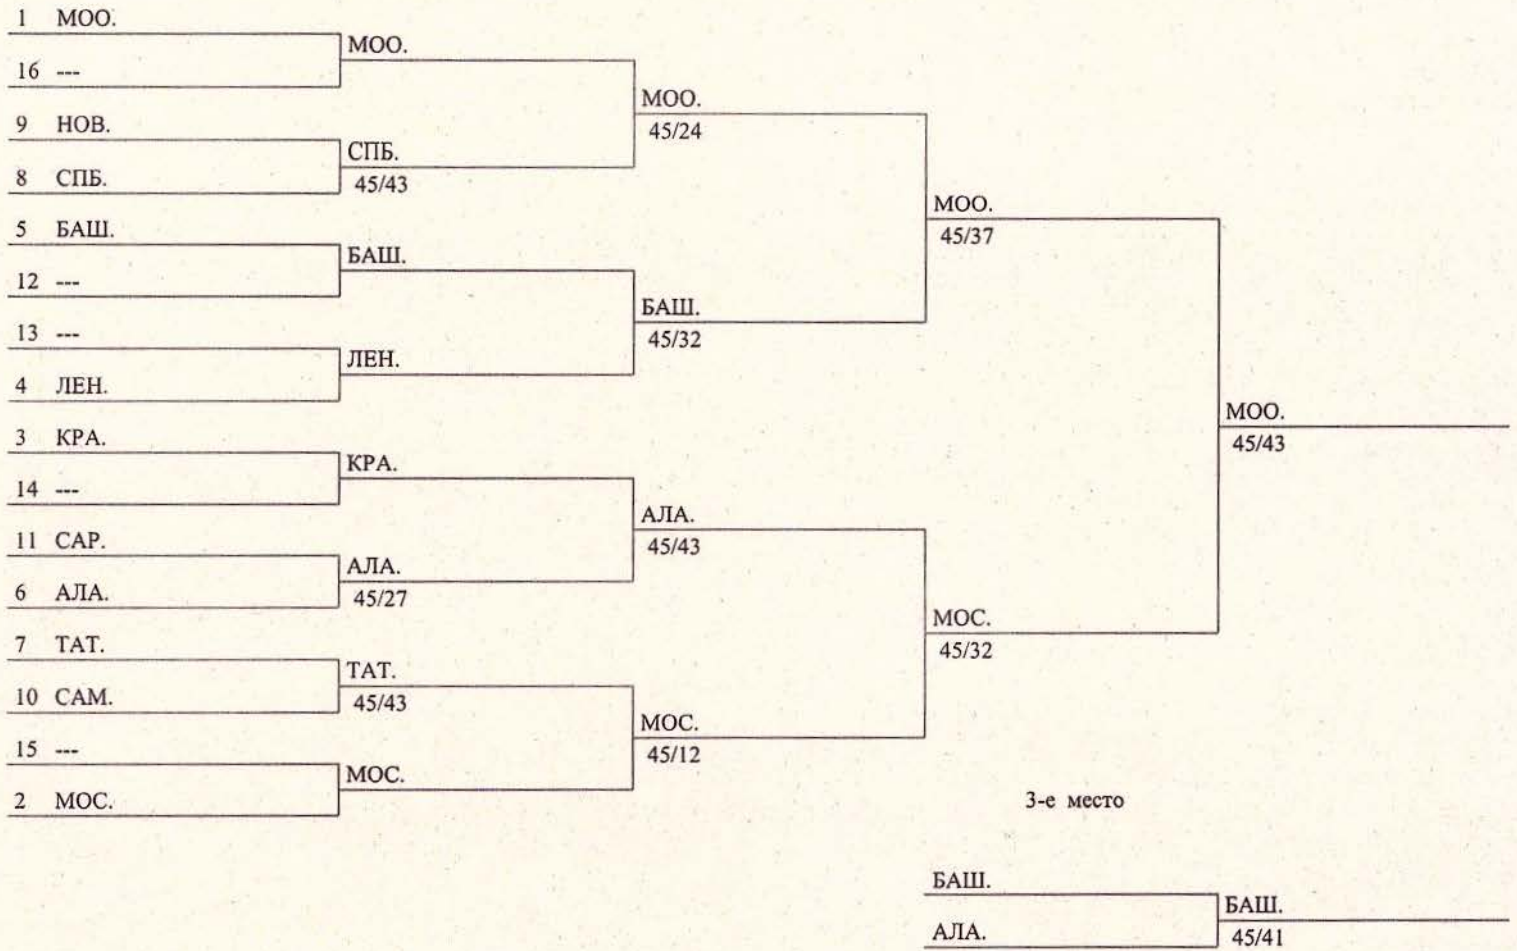 1 МОО.
16 ---
9 НОВ.
8 СПБ.
5 БАШ.
12 ---
13 ---
4 ЛЕН.
3 КРА.
14 ---
11 САР.
6 АЛА.
7 ТАТ.
10 САМ.
15 ---
2 МОС.
МОО.
СПБ.
45/43
БАШ.
ЛЕН.
КРА.
АЛА.
45/27
ТАТ.
45/43
МОС.
МОО.
45/24
БАШ.
45/32
АЛА.
45/43
МОС.
45/12
МОО.
45/37
МОС.
45/32
МОО.
45/43
3-е место
БАШ.
АЛА.
БАШ.
45/41